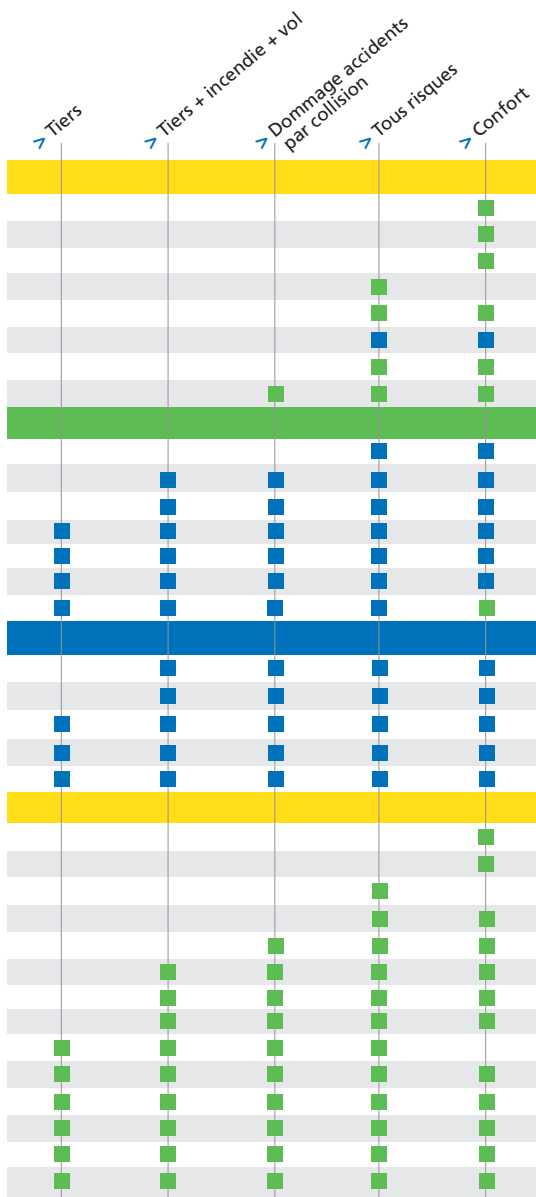 > Tiers
> Tiers + incendie + vol
> Dommage accidents
par collision
> Tous risques
> Confort